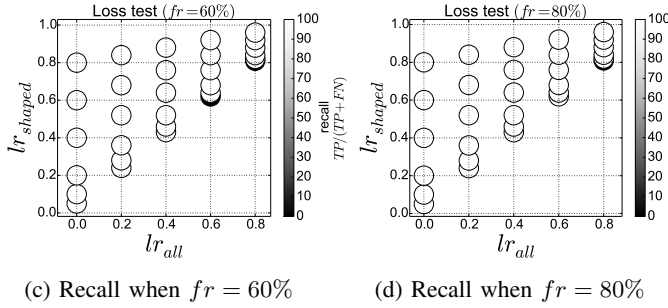 Loss test (fr=60%)
1.0
0.8
0.6
0.4
0.2
0.0
lr_shaped
0.0 0.2 0.4 0.6 0.8
lr_all
100
90
80
70
60
50
40
30
20
10
0
recall
TP/(TP+FN)
(c) Recall when fr = 60%
Loss test (fr=80%)
1.0
0.8
0.6
0.4
0.2
0.0
lr_shaped
0.0 0.2 0.4 0.6 0.8
lr_all
100
90
80
70
60
50
40
30
20
10
0
(d) Recall when fr = 80%